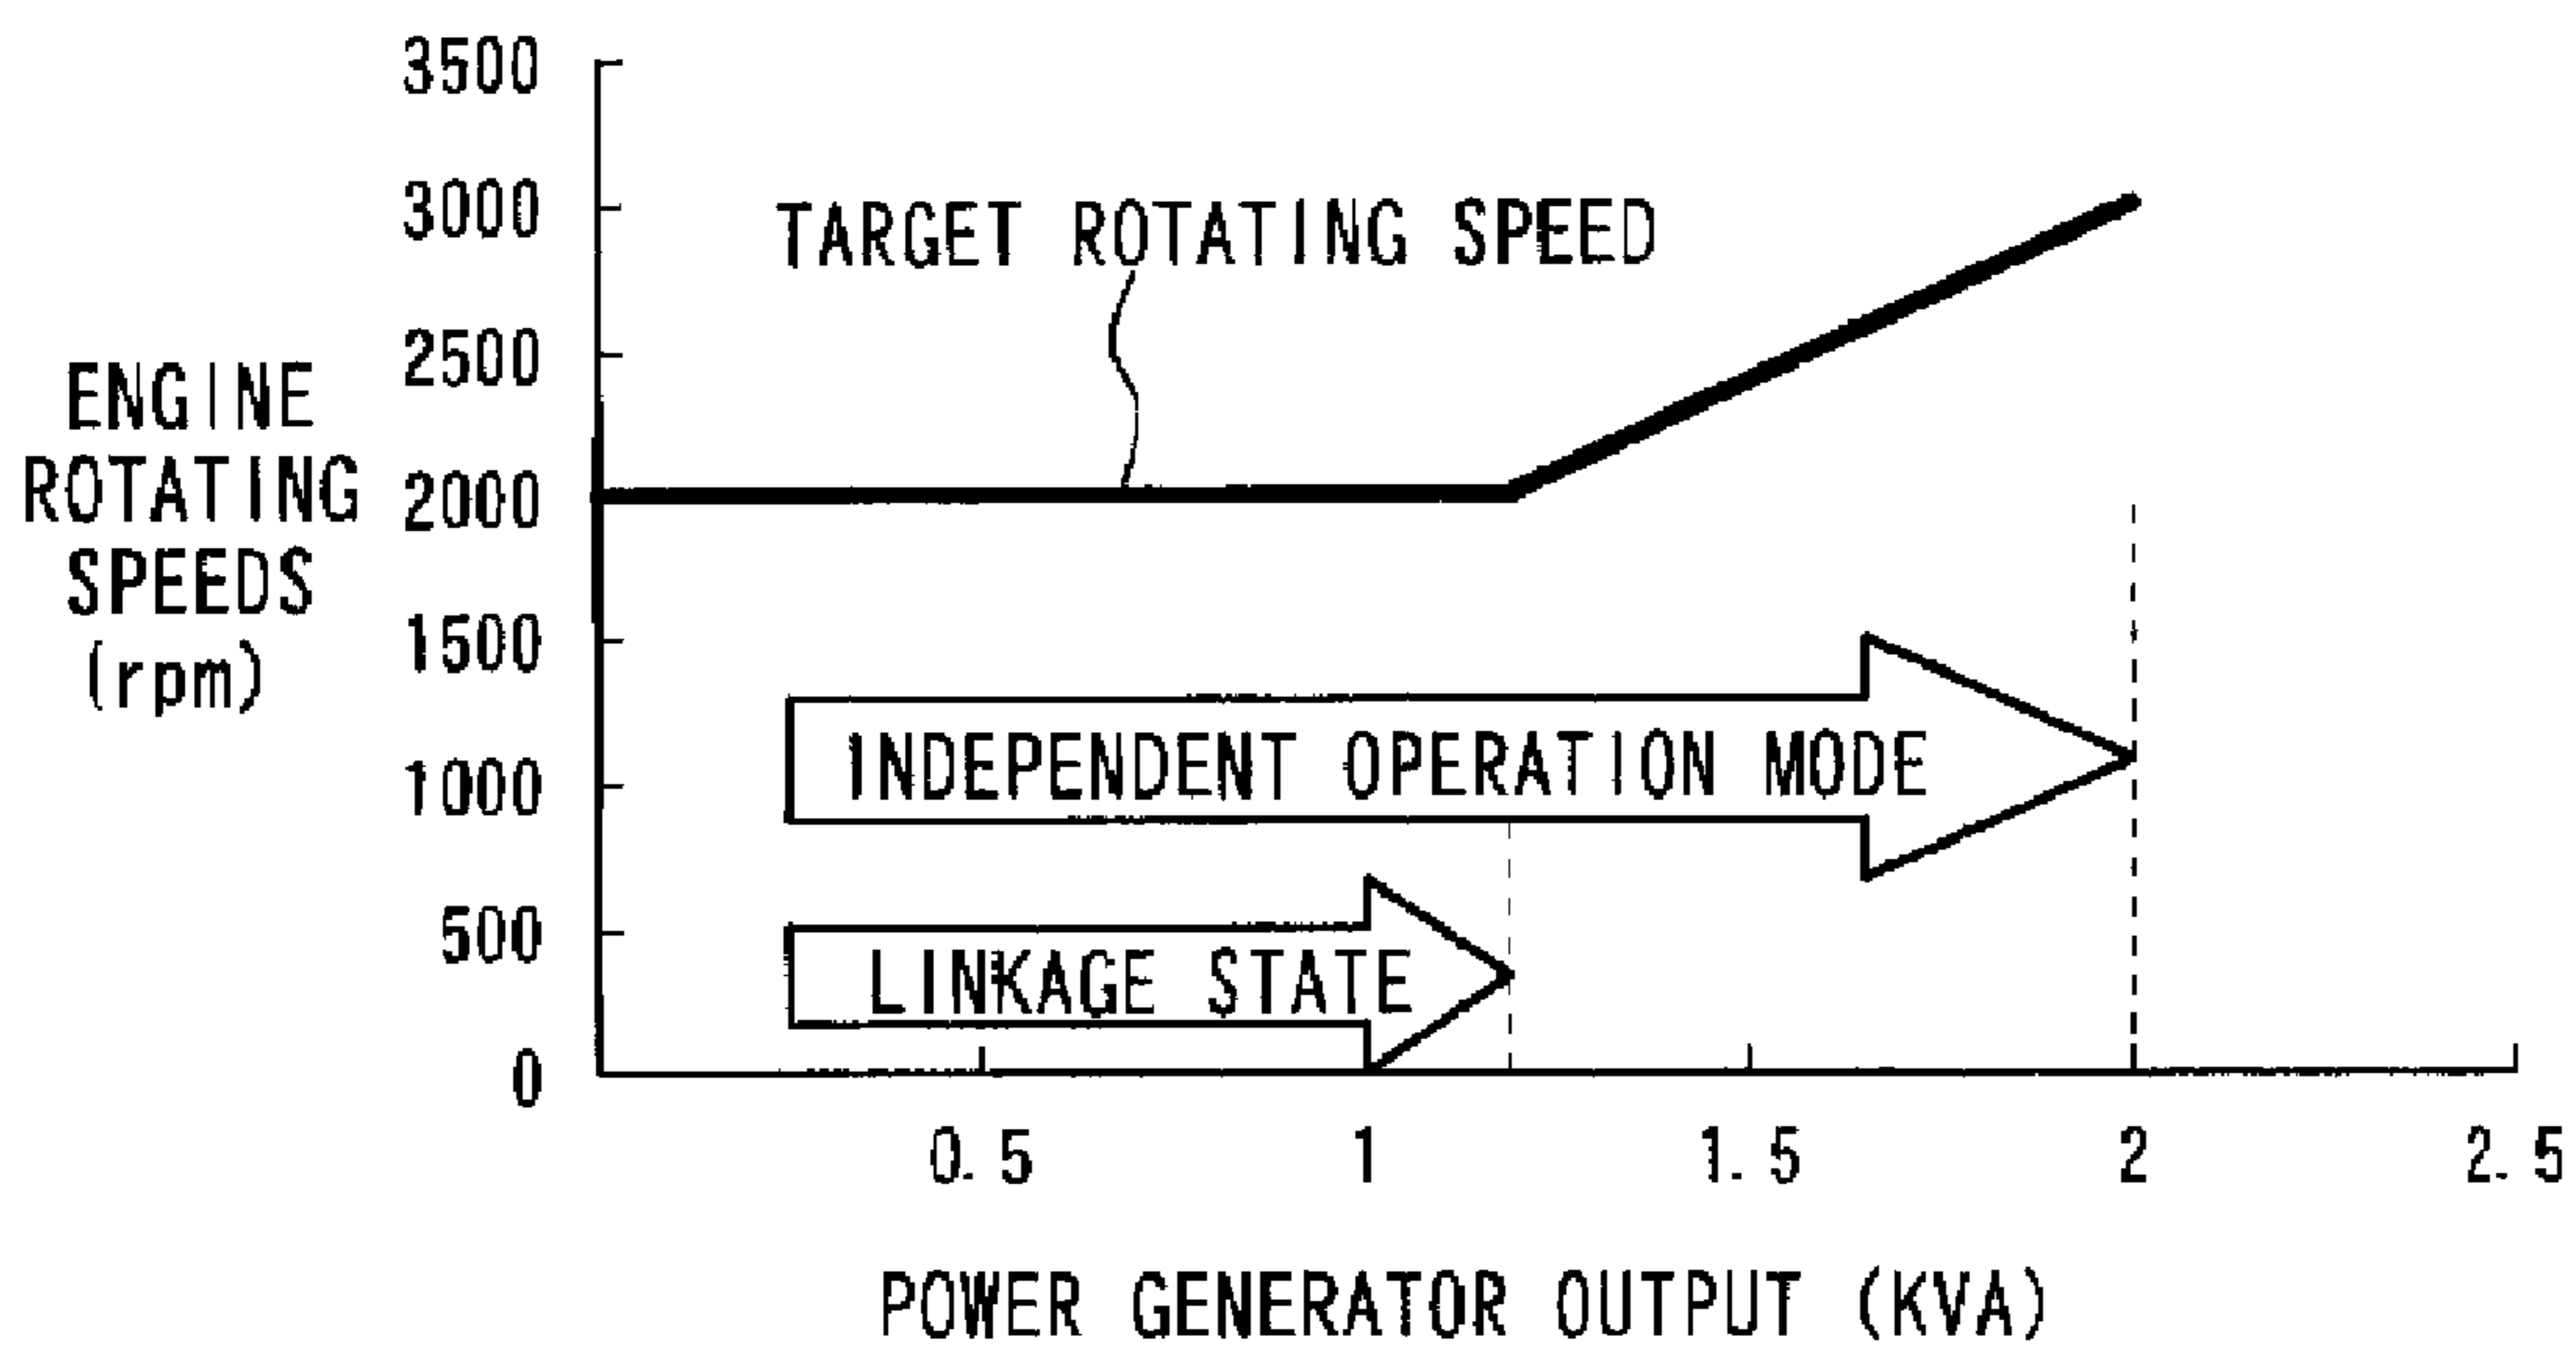 3500
3000
TARGET ROTATING SPEED
2500
ENGINE
ROTATING
SPEEDS
(rpm)
2000
1500
INDEPENDENT OPERATION MODE
1000
500
LINKAGE STATE
0
0.5 1 1.5 2 2.5
POWER GENERATOR OUTPUT (KVA)